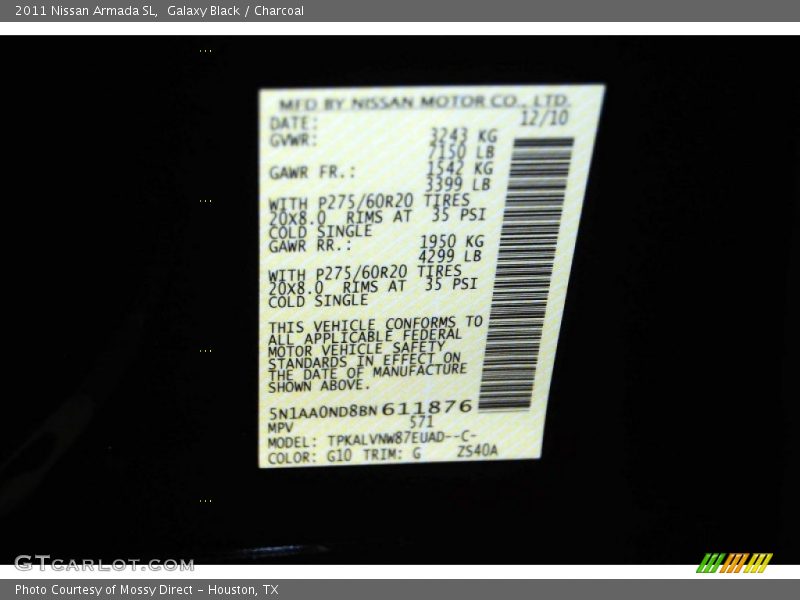 2011 Nissan Armada SL,  Galaxy Black / Charcoal
MFD BY NISSAN MOTOR CO., LTD.
DATE: 12/10
GVWR: 3243 KG
7150 LB
GAWR FR.: 1542 KG
3399 LB
WITH P275/60R20 TIRES
20X8.0 RIMS AT 35 PSI
COLD SINGLE
GAWR RR.: 1950 KG
4299 LB
WITH P275/60R20 TIRES
20X8.0 RIMS AT 35 PSI
COLD SINGLE
THIS VEHICLE CONFORMS TO
ALL APPLICABLE FEDERAL
MOTOR VEHICLE SAFETY
STANDARDS IN EFFECT ON
THE DATE OF MANUFACTURE
SHOWN ABOVE.
5N1AA0ND8BN611876
MPV 571
MODEL: TPKALVNW87EUAD--C-
COLOR: G10 TRIM: G ZS40A
GTCARLOT.COM
Photo Courtesy of Mossy Direct - Houston, TX